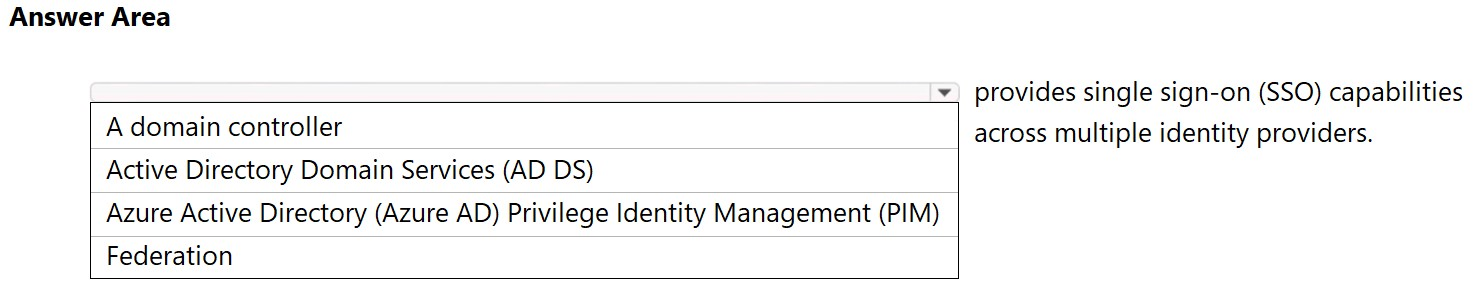 Answer Area
provides single sign-on (SSO) capabilities
across multiple identity providers.
A domain controller
Active Directory Domain Services (AD DS)
Azure Active Directory (Azure AD) Privilege Identity Management (PIM)
Federation